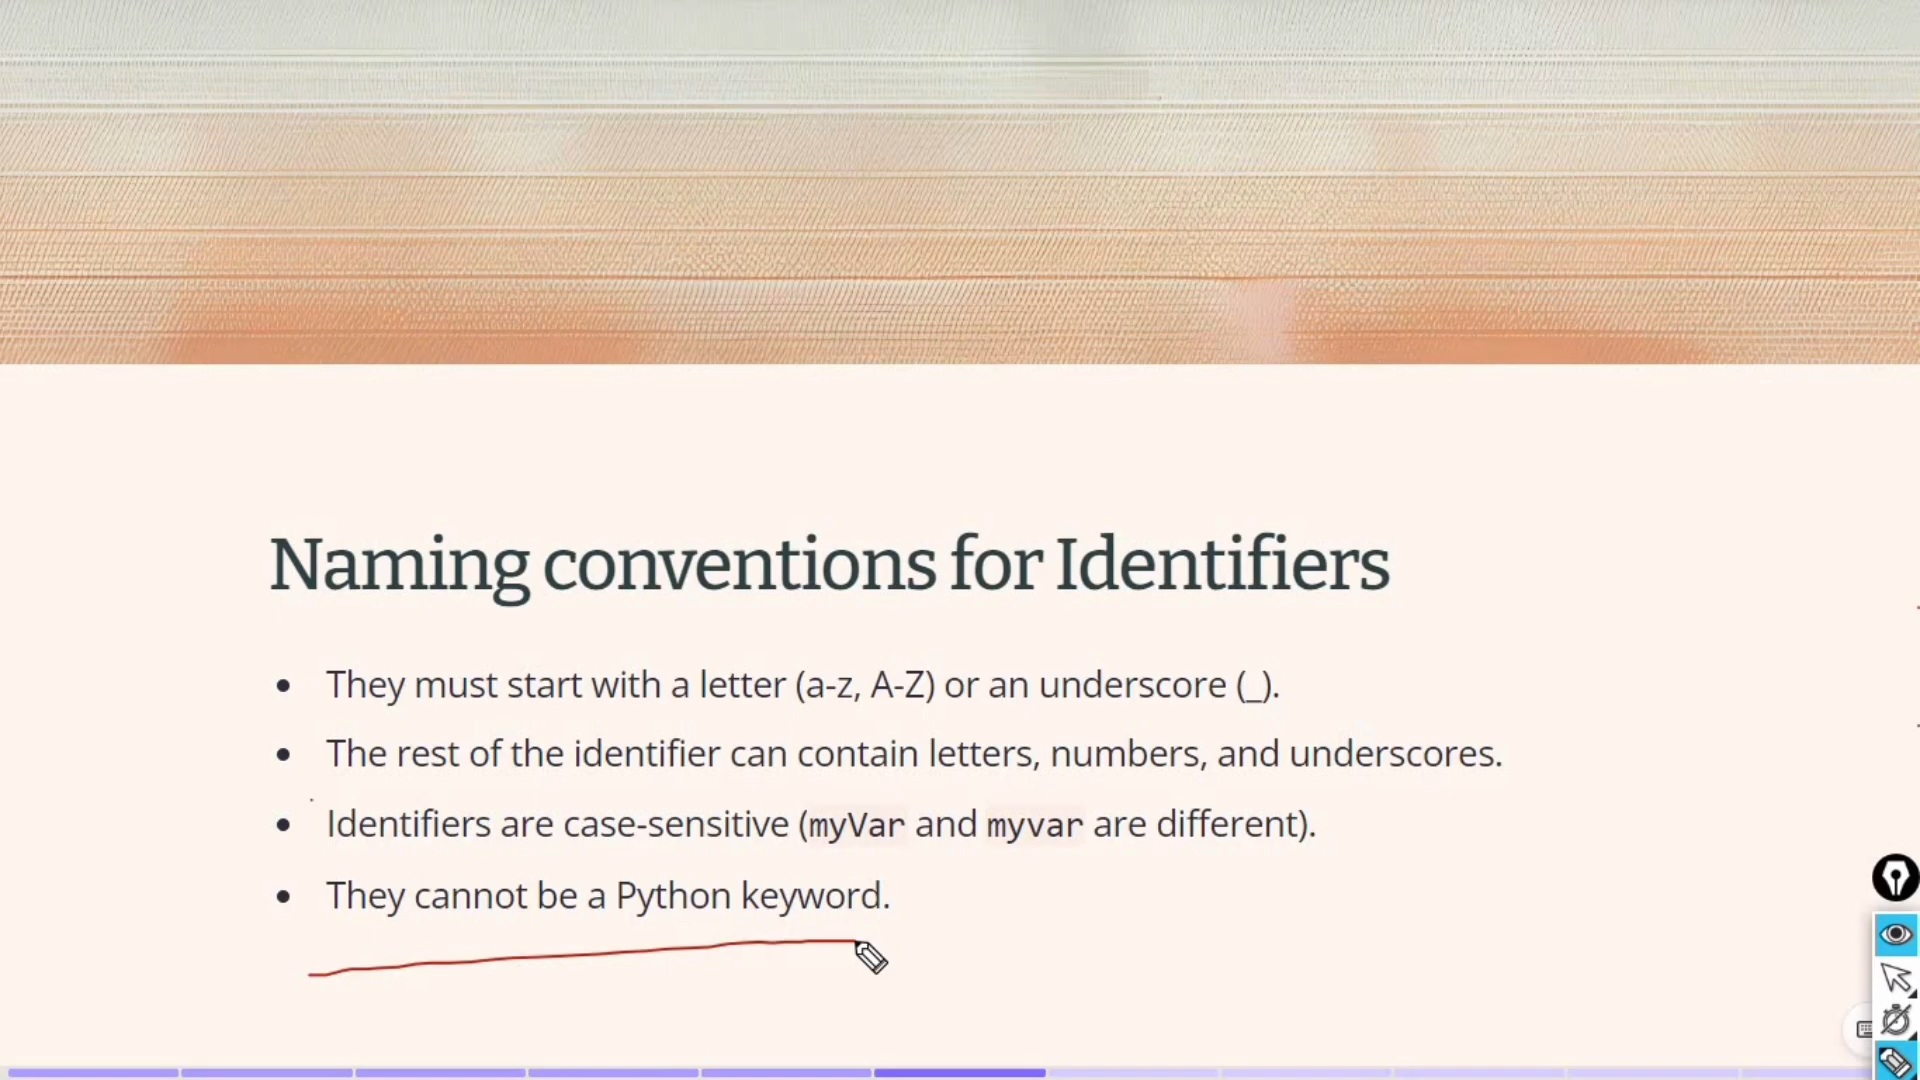 Naming conventions for Identifiers
• They must start with a letter (a-z, A-Z) or an underscore (_).
• The rest of the identifier can contain letters, numbers, and underscores.
• Identifiers are case-sensitive (myVar and myvar are different).
• They cannot be a Python keyword.